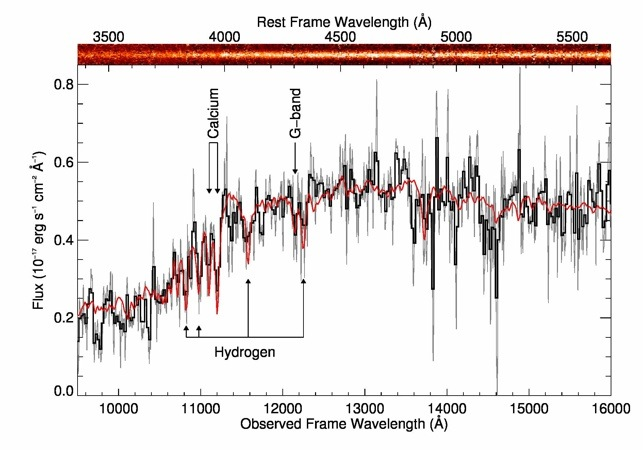 Rest Frame Wavelength (Å)
3500 4000 4500 5000 5500
0.8
Calcium
G-band
0.6
0.4
0.2
0.0
Flux (10⁻¹⁷ erg s⁻¹ cm⁻² Å⁻¹)
Hydrogen
10000 11000 12000 13000 14000 15000 16000
Observed Frame Wavelength (Å)